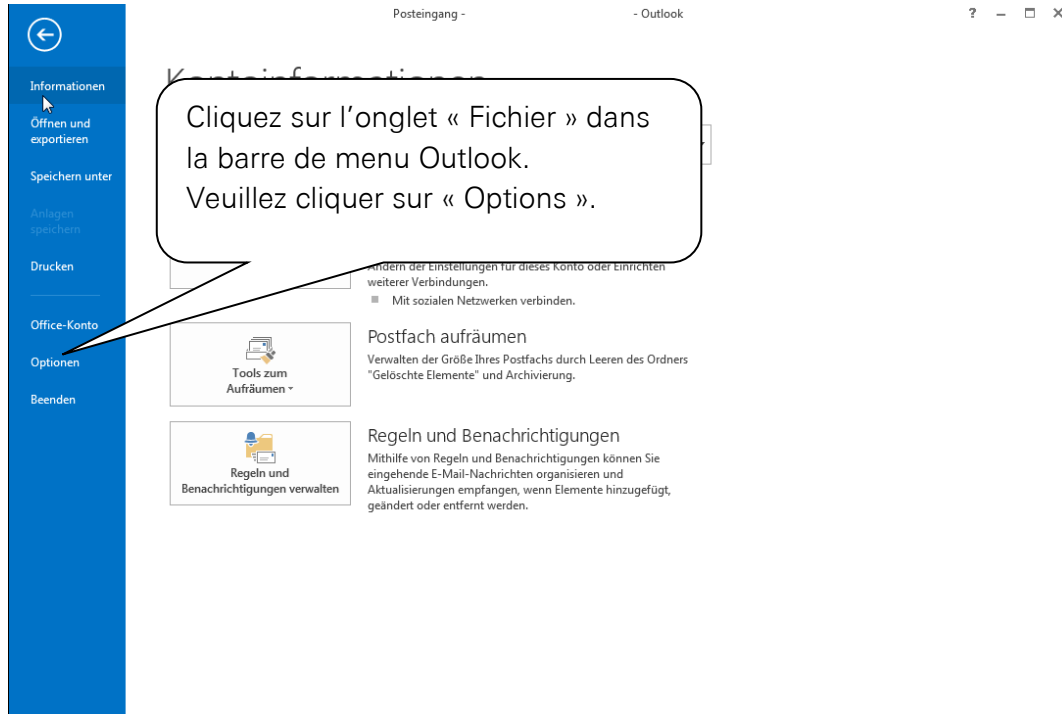 Posteingang - - Outlook
?
Informationen
Öffnen und
exportieren
Speichern unter
Anlagen
speichern
Drucken
Office-Konto
Optionen
Beenden
Kontoinformationen
Cliquez sur l’onglet « Fichier » dans
la barre de menu Outlook.
Veuillez cliquer sur « Options ».
Ändern der Einstellungen für dieses Konto oder Einrichten
weiterer Verbindungen.
Mit sozialen Netzwerken verbinden.
Tools zum
Aufräumen
Postfach aufräumen
Verwalten der Größe Ihres Postfachs durch Leeren des Ordners
"Gelöschte Elemente" und Archivierung.
Regeln und
Benachrichtigungen verwalten
Regeln und Benachrichtigungen
Mithilfe von Regeln und Benachrichtigungen können Sie
eingehende E-Mail-Nachrichten organisieren und
Aktualisierungen empfangen, wenn Elemente hinzugefügt,
geändert oder entfernt werden.